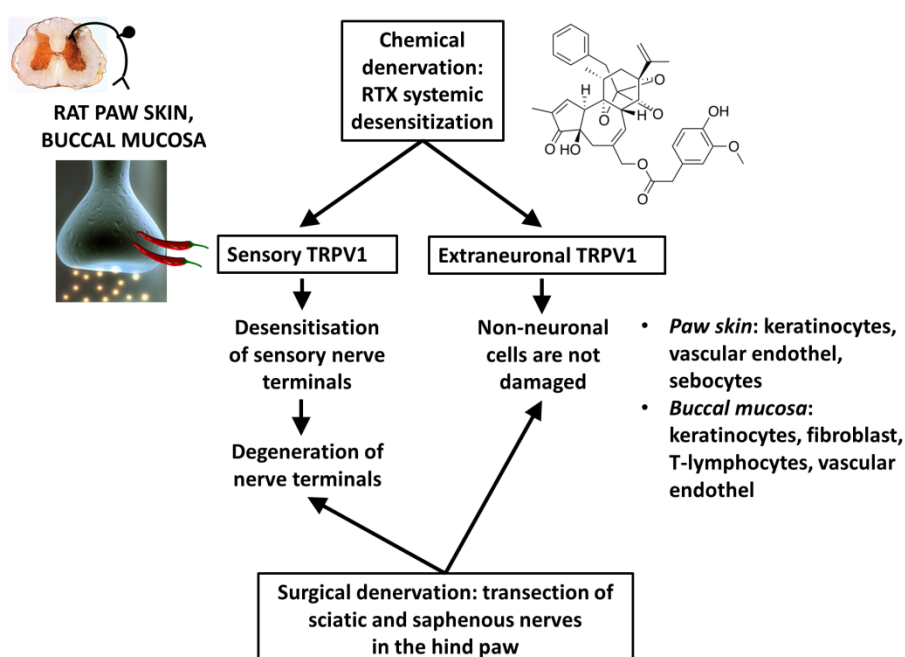 RAT PAW SKIN,
BUCCAL MUCOSA
Chemical
denervation:
RTX systemic
desensitization
O
O
O
H
H
O
HO
O
O
OH
O
Sensory TRPV1
Extraneuronal TRPV1
Desensitisation
of sensory nerve
terminals
Non-neuronal
cells are not
damaged
• Paw skin: keratinocytes,
vascular endothel,
sebocytes
• Buccal mucosa:
keratinocytes, fibroblast,
T-lymphocytes, vascular
endothel
Degeneration of
nerve terminals
Surgical denervation: transection of
sciatic and saphenous nerves
in the hind paw